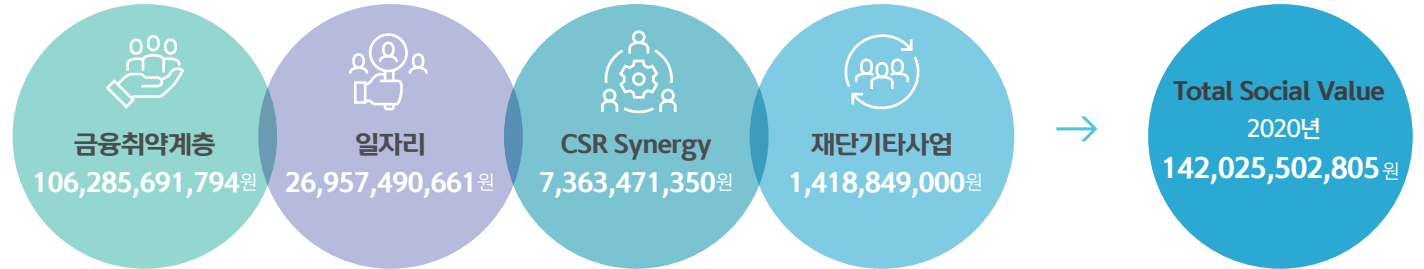 금융취약계층
106,285,691,794원
일자리
26,957,490,661원
CSR Synergy
7,363,471,350원
재단기타사업
1,418,849,000원
Total Social Value
2020년
142,025,502,805원